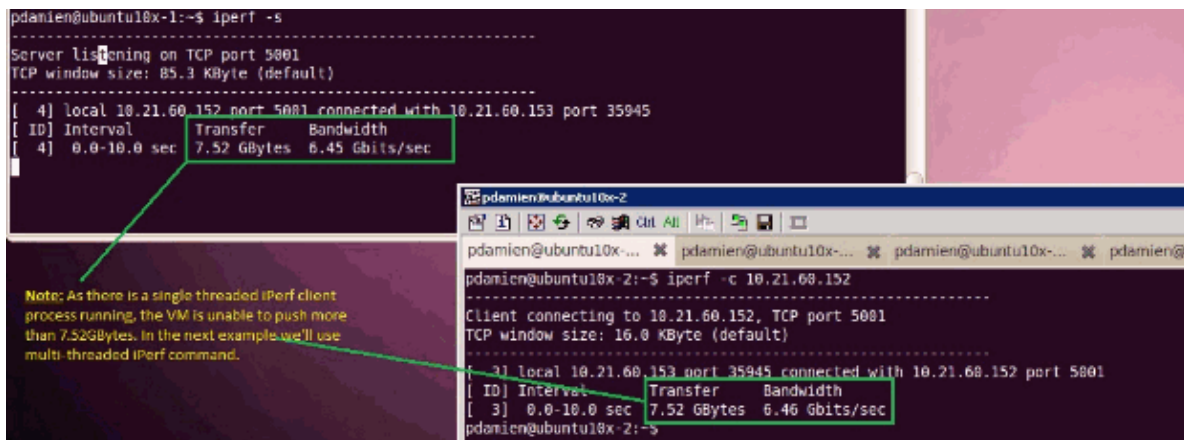 pdamien@ubuntu10x-1:~$ iperf -s
------------------------------------------------------------
Server listening on TCP port 5001
TCP window size: 85.3 KByte (default)
------------------------------------------------------------
[  4] local 10.21.60.152 port 5001 connected with 10.21.60.153 port 35945
[ ID] Interval       Transfer     Bandwidth
[  4]  0.0-10.0 sec  7.52 GBytes  6.45 Gbits/sec
Note: As there is a single threaded iPerf client
process running, the VM is unable to push more
than 7.52GBytes. In the next example we'll use
multi-threaded iPerf command.
pdamien@ubuntu10x-2
Ctrl Alt
pdamien@ubuntu10x-... pdamien@ubuntu10x-... pdamien@ubuntu10x-... pdamien@
pdamien@ubuntu10x-2:~$ iperf -c 10.21.60.152
------------------------------------------------------------
Client connecting to 10.21.60.152, TCP port 5001
TCP window size: 16.0 KByte (default)
------------------------------------------------------------
[  3] local 10.21.60.153 port 35945 connected with 10.21.60.152 port 5001
[ ID] Interval       Transfer     Bandwidth
[  3]  0.0-10.0 sec  7.52 GBytes  6.46 Gbits/sec
pdamien@ubuntu10x-2:~$